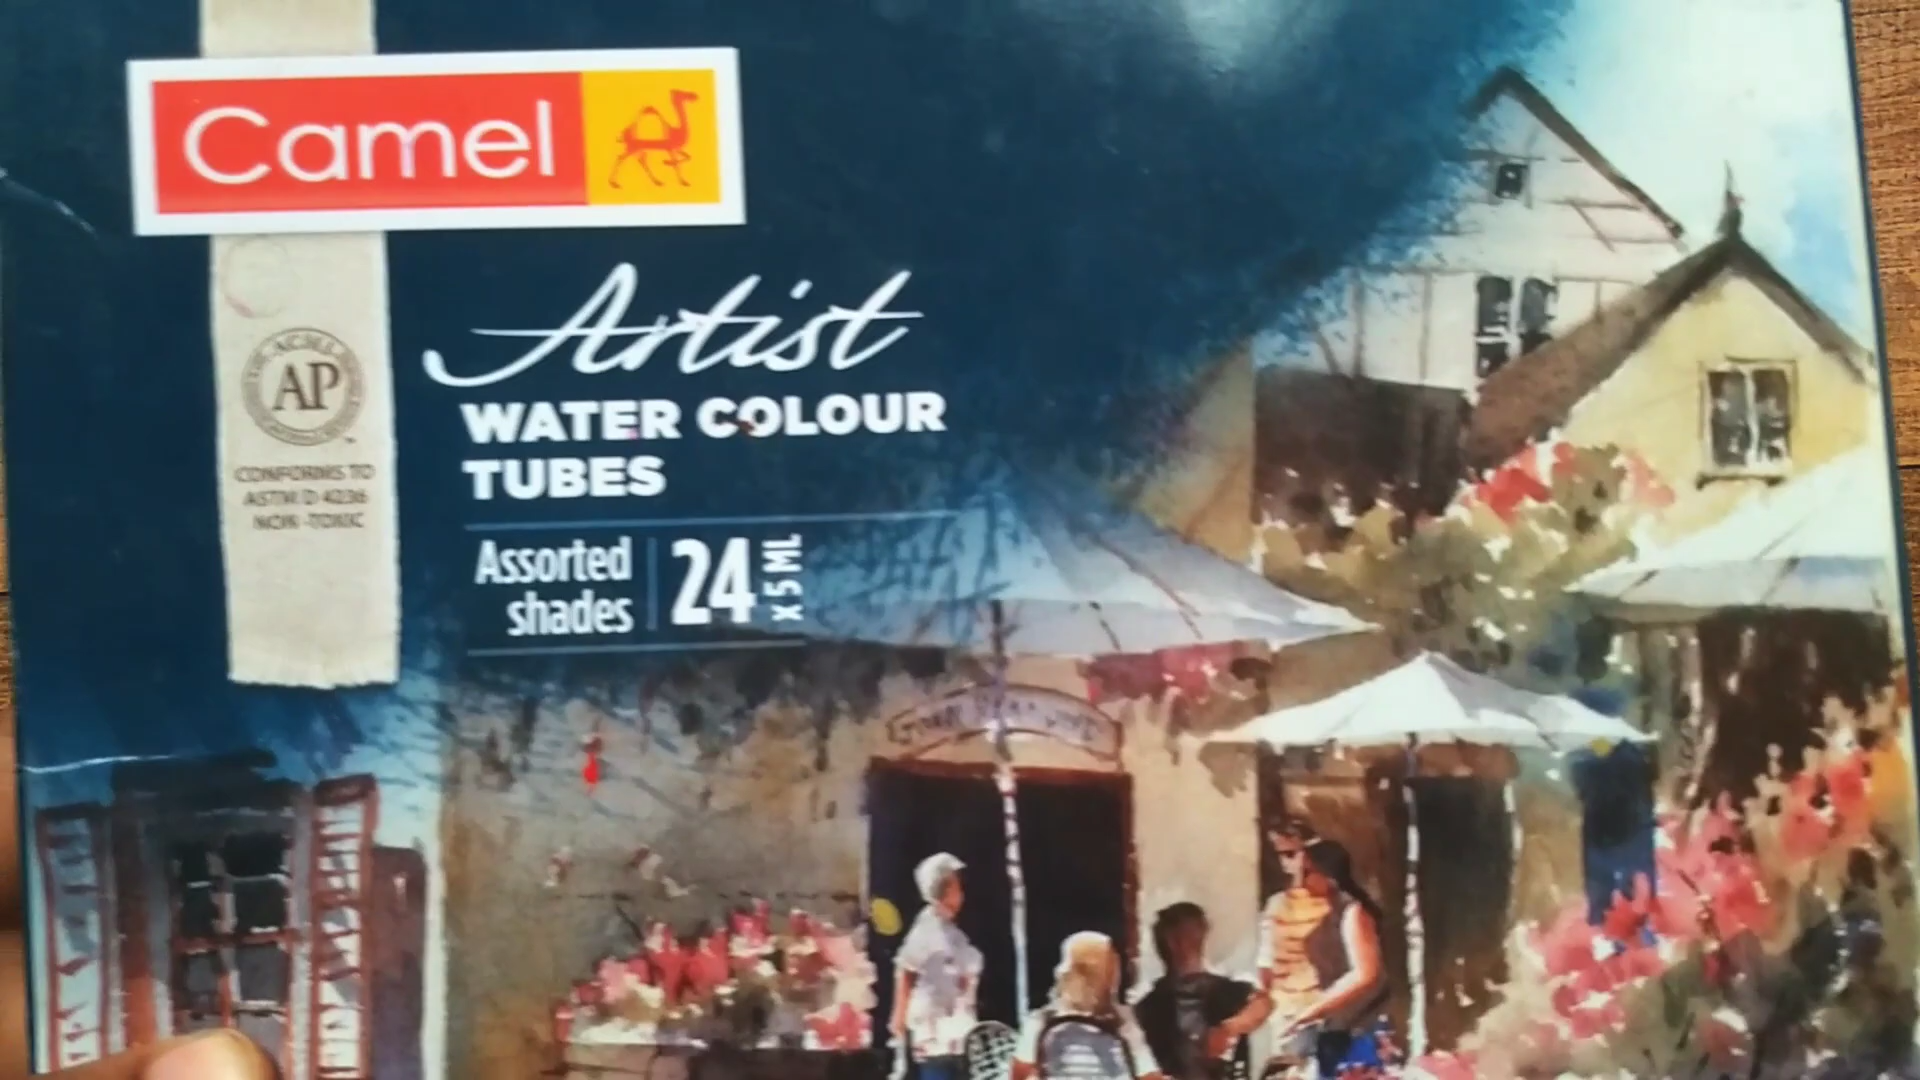 Camel
Artist
WATER COLOUR
TUBES
Assorted
shades
24
x 5 ML
AP
CONFORMS TO
ASTM D 4236
NON -TOXIC